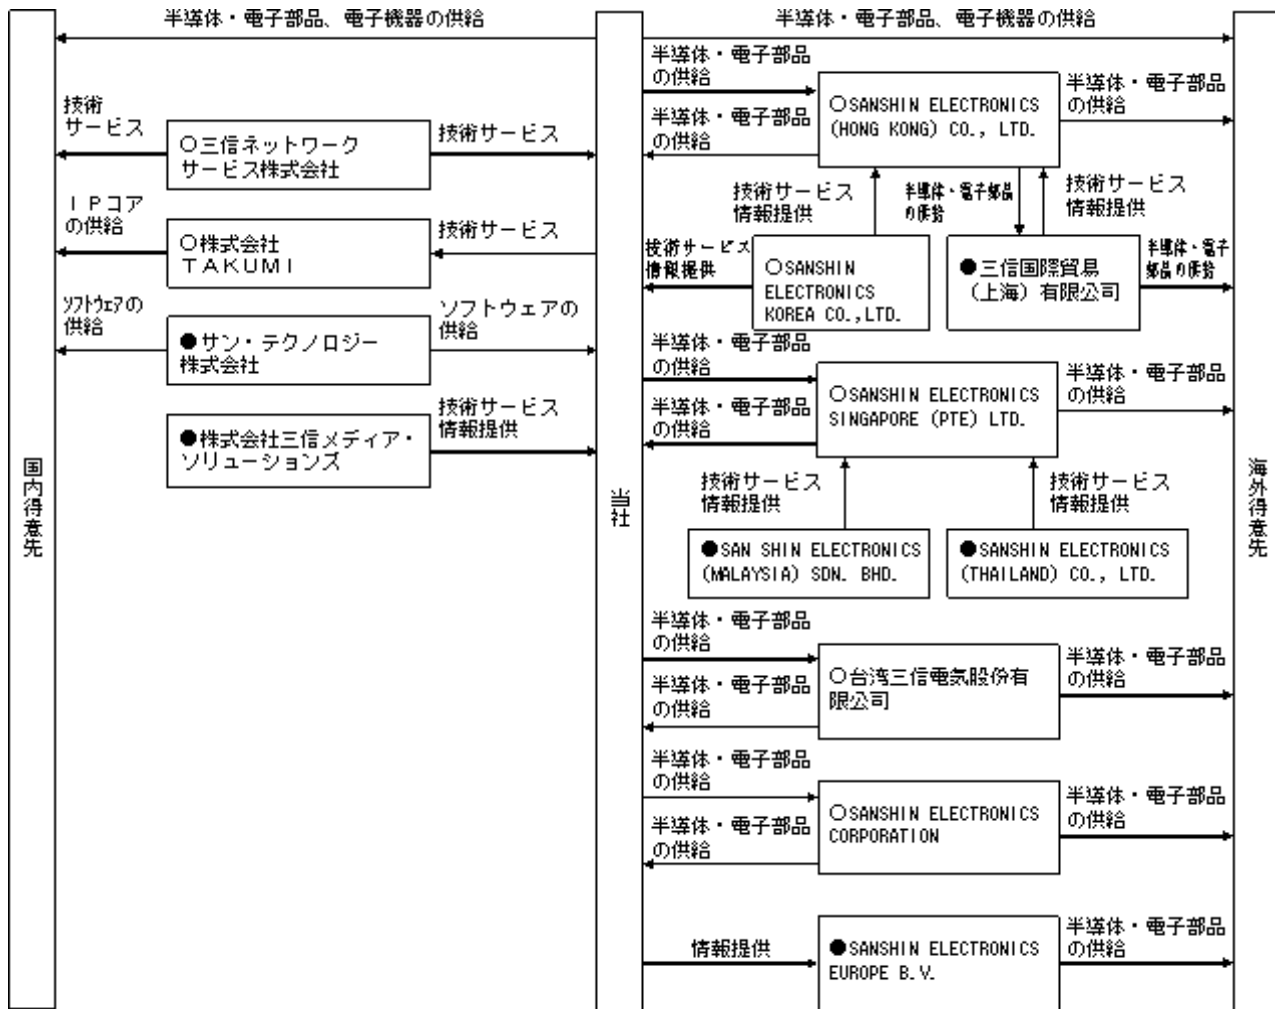 半導体・電子部品、電子機器の供給
半導体・電子部品、電子機器の供給
国内得意先
技術
サービス
○三信ネットワーク
サービス株式会社
技術サービス
ＩＰコア
の供給
○株式会社
ＴＡＫＵＭＩ
技術サービス
ｿﾌﾄｳｪｱの
供給
●サン・テクノロジー
株式会社
ソフトウェアの
供給
●株式会社三信メディア・
ソリューションズ
技術サービス
情報提供
当社
半導体・電子部品
の供給
半導体・電子部品
の供給
○SANSHIN ELECTRONICS
(HONG KONG) CO., LTD.
半導体・電子部品
の供給
技術サービス
情報提供
半導体・電子部品
の供給
技術サービス
情報提供
技術サービス
情報提供
○SANSHIN
ELECTRONICS
KOREA CO.,LTD.
●三信国際貿易
（上海）有限公司
半導体・電子
部品の供給
半導体・電子部品
の供給
半導体・電子部品
の供給
○SANSHIN ELECTRONICS
SINGAPORE (PTE) LTD.
半導体・電子部品
の供給
技術サービス
情報提供
技術サービス
情報提供
●SAN SHIN ELECTRONICS
(MALAYSIA) SDN. BHD.
●SANSHIN ELECTRONICS
(THAILAND) CO., LTD.
半導体・電子部品
の供給
半導体・電子部品
の供給
○台湾三信電気股份有
限公司
半導体・電子部品
の供給
半導体・電子部品
の供給
半導体・電子部品
の供給
○SANSHIN ELECTRONICS
CORPORATION
半導体・電子部品
の供給
情報提供
●SANSHIN ELECTRONICS
EUROPE B.V.
半導体・電子部品
の供給
海外得意先